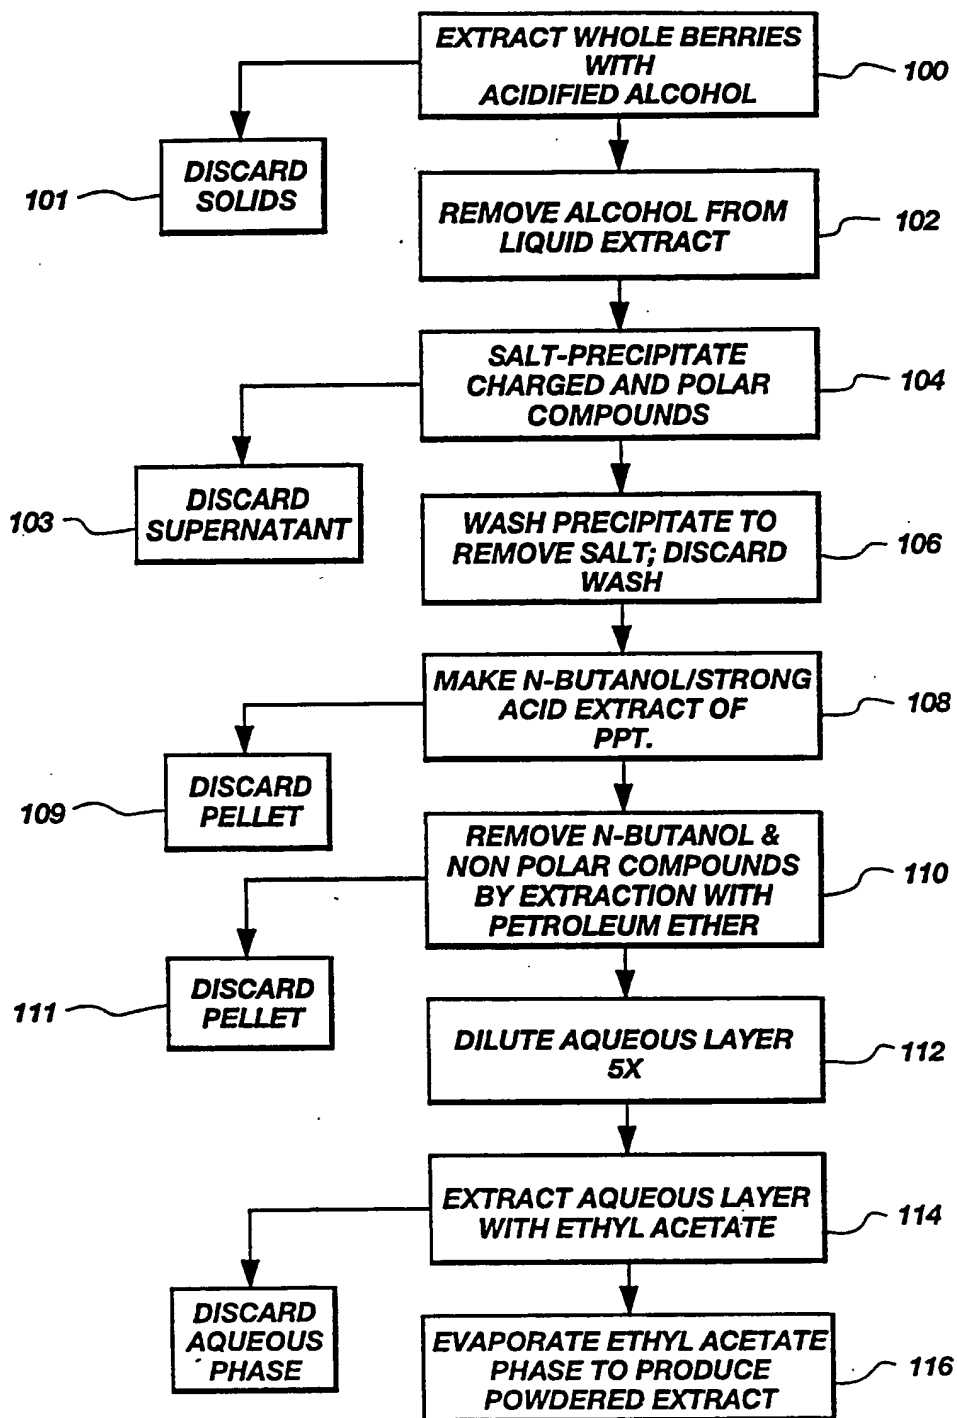 EXTRACT WHOLE BERRIES
WITH
ACIDIFIED ALCOHOL
100
DISCARD
SOLIDS
101
REMOVE ALCOHOL FROM
LIQUID EXTRACT
102
SALT-PRECIPITATE
CHARGED AND POLAR
COMPOUNDS
104
DISCARD
SUPERNATANT
103
WASH PRECIPITATE TO
REMOVE SALT; DISCARD
WASH
106
MAKE N-BUTANOL/STRONG
ACID EXTRACT OF
PPT.
108
DISCARD
PELLET
109
REMOVE N-BUTANOL &
NON POLAR COMPOUNDS
BY EXTRACTION WITH
PETROLEUM ETHER
110
DISCARD
PELLET
111
DILUTE AQUEOUS LAYER
5X
112
EXTRACT AQUEOUS LAYER
WITH ETHYL ACETATE
114
DISCARD
AQUEOUS
PHASE
EVAPORATE ETHYL ACETATE
PHASE TO PRODUCE
POWDERED EXTRACT
116